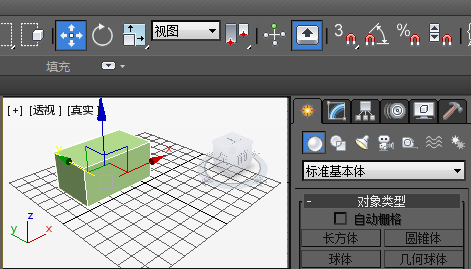 视图
3
%
填充
[+] [透视] [真实]
x
y
z
x
y
标准基本体
- 对象类型
自动栅格
长方体 圆锥体
球体 几何球体